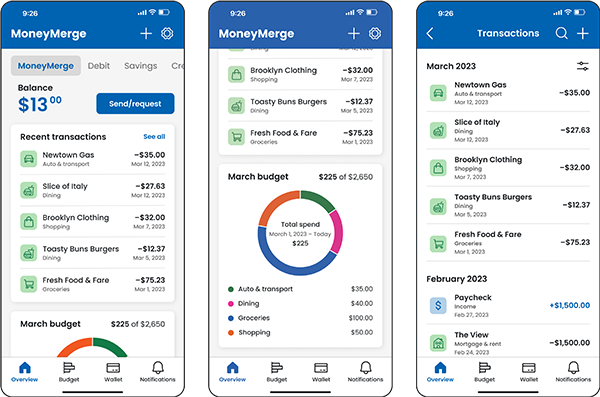 9:26
MoneyMerge
MoneyMerge Debit Savings Cre
Balance
$13 00
Send/request
Recent transactions See all
Newtown Gas −$35.00
Auto & transport Mar 12, 2023
Slice of Italy −$27.63
Dining Mar 12, 2023
Brooklyn Clothing −$32.00
Shopping Mar 7, 2023
Toasty Buns Burgers −$12.37
Dining Mar 5, 2023
Fresh Food & Fare −$75.23
Groceries Mar 1, 2023
March budget $225 of $2,650
Overview Budget Wallet Notifications
9:26
MoneyMerge
Dining Mar 12, 2023
Brooklyn Clothing −$32.00
Shopping Mar 7, 2023
Toasty Buns Burgers −$12.37
Dining Mar 5, 2023
Fresh Food & Fare −$75.23
Groceries Mar 1, 2023
March budget $225 of $2,650
Total spend
March 1, 2023 – Today
$225
Auto & transport $35.00
Dining $40.00
Groceries $100.00
Shopping $50.00
Overview Budget Wallet Notifications
9:26
Transactions
March 2023
Newtown Gas −$35.00
Auto & transport
Mar 12, 2023
Slice of Italy −$27.63
Dining
Mar 12, 2023
Brooklyn Clothing −$32.00
Shopping
Mar 7, 2023
Toasty Buns Burgers −$12.37
Dining
Mar 5, 2023
Fresh Food & Fare −$75.23
Groceries
Mar 1, 2023
February 2023
Paycheck +$1,500.00
Income
Feb 27, 2023
The View −$1,500.00
Mortgage & rent
Feb 24, 2023
Overview Budget Wallet Notifications